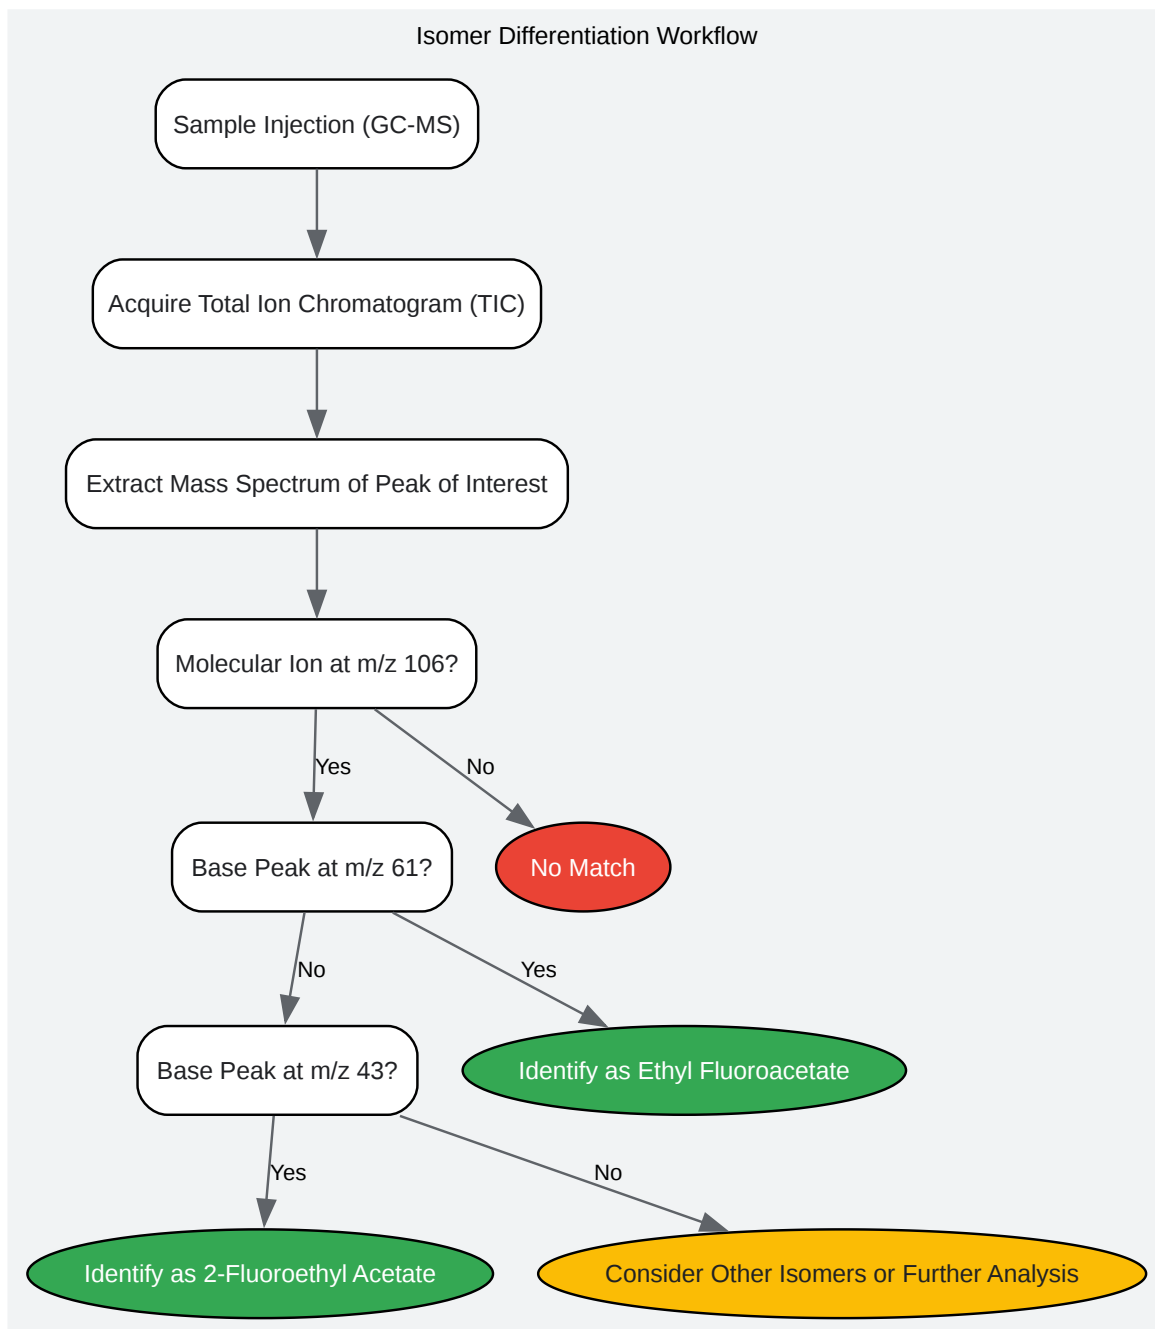 Isomer Differentiation Workflow
Sample Injection (GC-MS)
Acquire Total Ion Chromatogram (TIC)
Extract Mass Spectrum of Peak of Interest
Molecular Ion at m/z 106?
Yes
No
Base Peak at m/z 61?
No Match
No
Yes
Base Peak at m/z 43?
Identify as Ethyl Fluoroacetate
Yes
No
Identify as 2-Fluoroethyl Acetate
Consider Other Isomers or Further Analysis